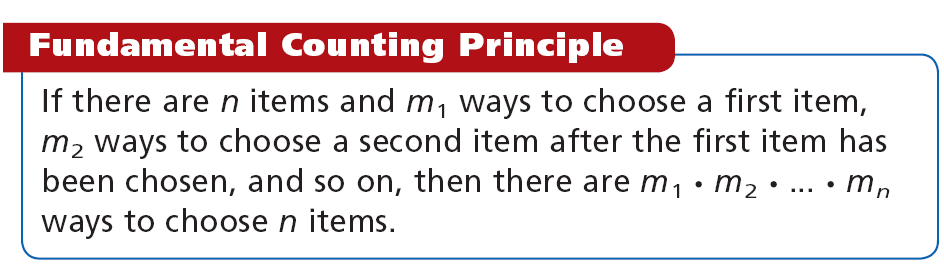 Fundamental Counting Principle
If there are n items and m₁ ways to choose a first item,
m₂ ways to choose a second item after the first item has
been chosen, and so on, then there are m₁ · m₂ · ... · mₙ
ways to choose n items.